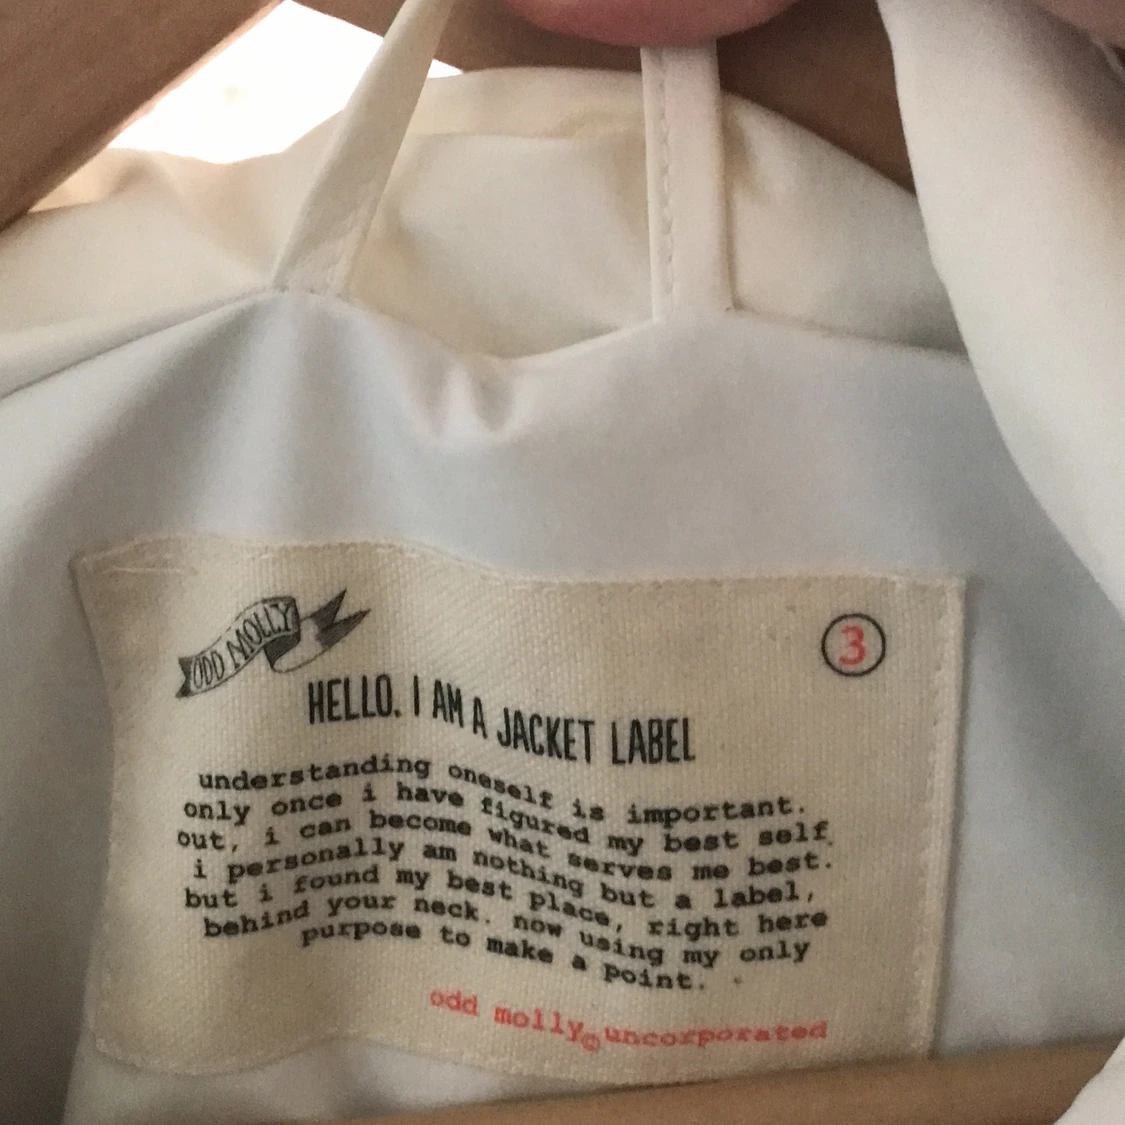 ODD MOLLY
3
HELLO. I AM A JACKET LABEL
understanding oneself is important.
only once i have figured my best self
out, i can become what serves me best.
i personally am nothing but a label,
but i found my best place, right here
behind your neck. now using my only
purpose to make a point.
odd molly© uncorporated